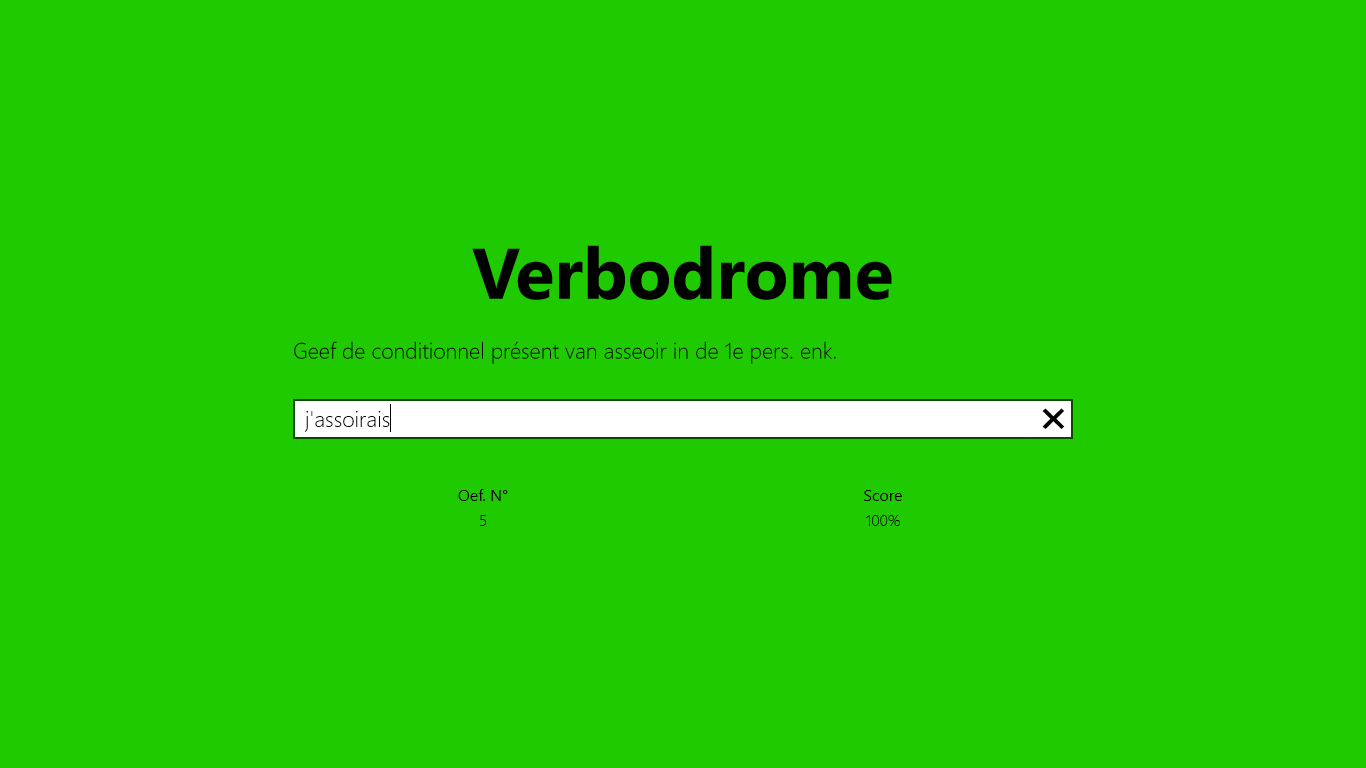 Verbodrome
Geef de conditionnel présent van asseoir in de 1e pers. enk.
j'assoirais
Oef. N° Score
5 100%